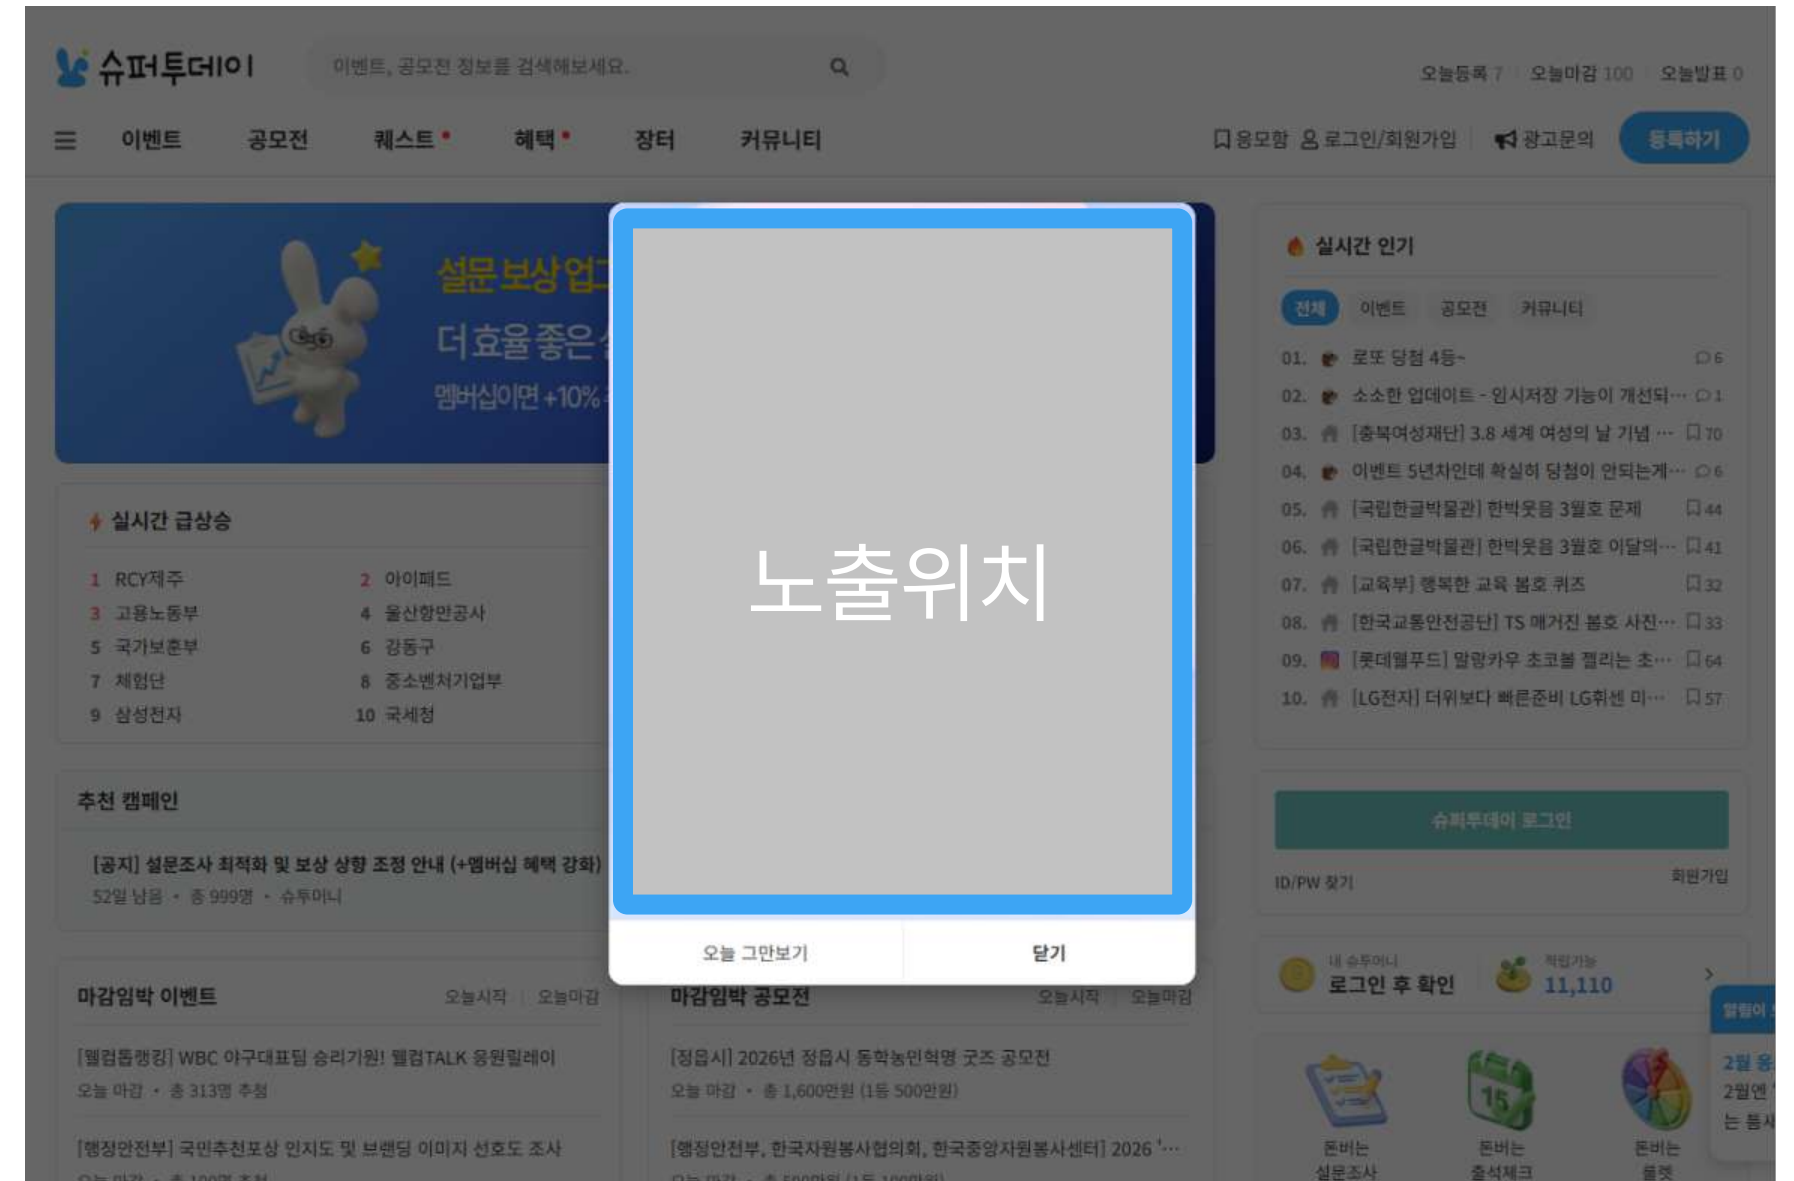 슈퍼투데이
이벤트, 공모전 정보를 검색해보세요.
오늘등록 7 오늘마감 100 오늘발표 0
이벤트 공모전 퀘스트 혜택 장터 커뮤니티
응모함 로그인/회원가입 광고문의 등록하기
설문 보상 업
더 효율 좋은
멤버십이면 +10%
실시간 인기
전체 이벤트 공모전 커뮤니티
01. 로또 당첨 4등~ 6
02. 소소한 업데이트 - 임시저장 기능이 개선되… 1
03. [충북여성재단] 3.8 세계 여성의 날 기념 … 70
04. 이벤트 5년차인데 확실히 당첨이 안되는게… 6
05. [국립한글박물관] 한박웃음 3월호 문제 44
06. [국립한글박물관] 한박웃음 3월호 이달의… 41
07. [교육부] 행복한 교육 봄호 퀴즈 32
08. [한국교통안전공단] TS 매거진 봄호 사진… 33
09. [롯데웰푸드] 말랑카우 초코볼 젤리는 초… 64
10. [LG전자] 더위보다 빠른준비 LG휘센 미… 57
실시간 급상승
1 RCY제주 2 아이패드
3 고용노동부 4 울산항만공사
5 국가보훈부 6 강동구
7 체험단 8 중소벤처기업부
9 삼성전자 10 국세청
노출위치
추천 캠페인
[공지] 설문조사 최적화 및 보상 상향 조정 안내 (+멤버십 혜택 강화)
52일 남음 • 총 999명 • 슈투머니
오늘 그만보기 닫기
슈퍼투데이 로그인
ID/PW 찾기 회원가입
내 슈투머니
로그인 후 확인
적립가능
11,110
마감임박 이벤트 오늘시작 오늘마감
[웰컴톱랭킹] WBC 야구대표팀 승리기원! 웰컴TALK 응원릴레이
오늘 마감 • 총 313명 추첨
[행정안전부] 국민추천포상 인지도 및 브랜딩 이미지 선호도 조사
오늘 마감 • 총 100명 추첨
마감임박 공모전 오늘시작 오늘마감
[정읍시] 2026년 정읍시 동학농민혁명 굿즈 공모전
오늘 마감 • 총 1,600만원 (1등 500만원)
[행정안전부, 한국자원봉사협의회, 한국중앙자원봉사센터] 2026 '…
15
돈버는
설문조사
돈버는
출석체크
돈버는
룰렛
알림이
2월 응
2월엔
는 틈새